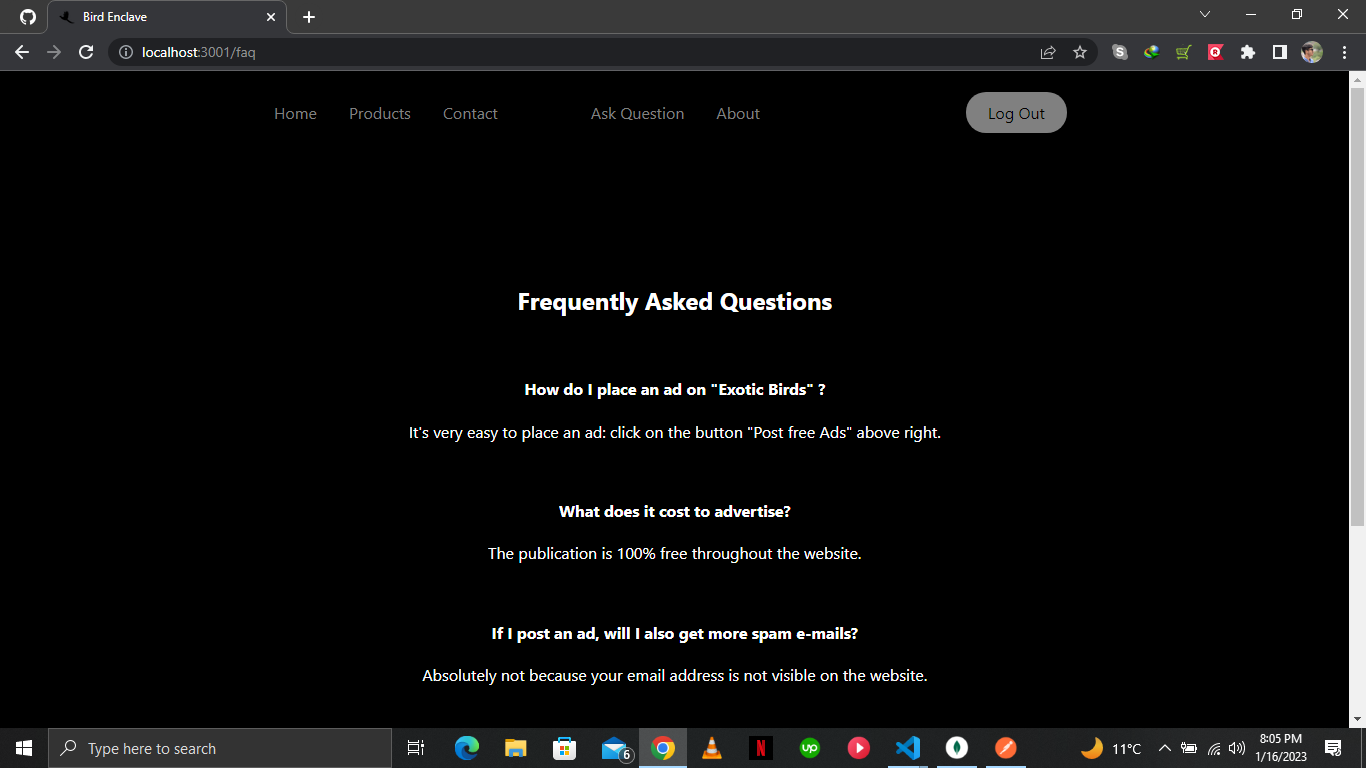 Bird Enclave
localhost:3001/faq
Home Products Contact Ask Question About Log Out
Frequently Asked Questions
How do I place an ad on "Exotic Birds" ?
It's very easy to place an ad: click on the button "Post free Ads" above right.
What does it cost to advertise?
The publication is 100% free throughout the website.
If I post an ad, will I also get more spam e-mails?
Absolutely not because your email address is not visible on the website.
Type here to search
6
N
up
11°C
8:05 PM
1/16/2023